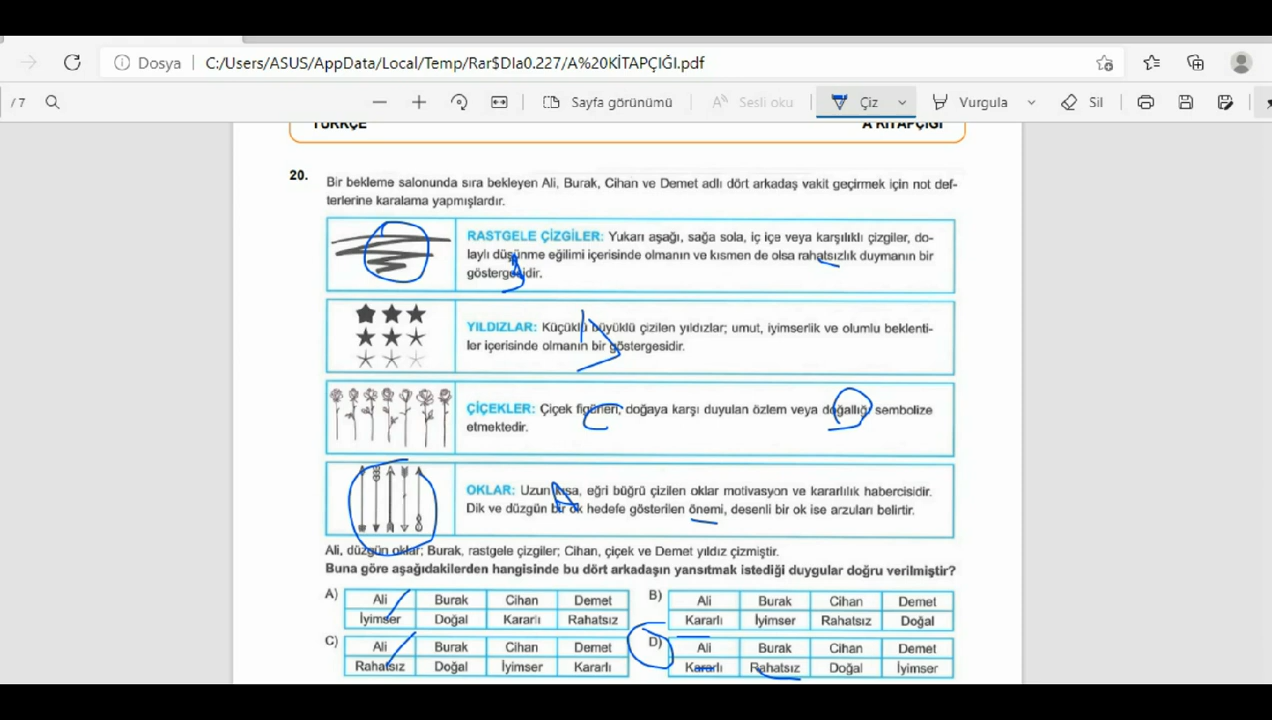 Dosya
C:/Users/ASUS/AppData/Local/Temp/Rar$DIa0.227/A%20KİTAPÇIĞI.pdf
/ 7
Sayfa görünümü
Sesli oku
Çiz
Vurgula
Sil
TÜRKÇE
A KİTAPÇIĞI
20.
Bir bekleme salonunda sıra bekleyen Ali, Burak, Cihan ve Demet adlı dört arkadaş vakit geçirmek için not def-
terlerine karalama yapmışlardır.
RASTGELE ÇİZGİLER: Yukarı aşağı, sağa sola, iç içe veya karşılıklı çizgiler, do-
laylı düşünme eğilimi içerisinde olmanın ve kısmen de olsa rahatsızlık duymanın bir
göstergesidir.
YILDIZLAR: Küçüklü büyüklü çizilen yıldızlar; umut, iyimserlik ve olumlu beklenti-
ler içerisinde olmanın bir göstergesidir.
ÇİÇEKLER: Çiçek figürleri, doğaya karşı duyulan özlem veya doğallığı sembolize
etmektedir.
OKLAR: Uzun kısa, eğri büğrü çizilen oklar motivasyon ve kararlılık habercisidir.
Dik ve düzgün bir ok hedefe gösterilen önemi, desenli bir ok ise arzuları belirtir.
Ali, düzgün oklar; Burak, rastgele çizgiler; Cihan, çiçek ve Demet yıldız çizmiştir.
Buna göre aşağıdakilerden hangisinde bu dört arkadaşın yansıtmak istediği duygular doğru verilmiştir?
A) Ali Burak Cihan Demet
İyimser Doğal Kararlı Rahatsız
B) Ali Burak Cihan Demet
Kararlı İyimser Rahatsız Doğal
C) Ali Burak Cihan Demet
Rahatsız Doğal İyimser Kararlı
D) Ali Burak Cihan Demet
Kararlı Rahatsız Doğal İyimser